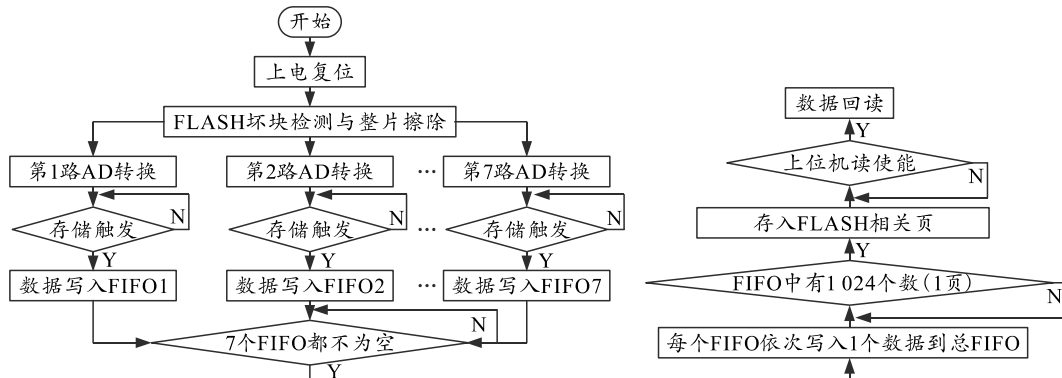 开始
上电复位
FLASH坏块检测与整片擦除
第1路AD转换
第2路AD转换
…
第7路AD转换
存储触发
N
存储触发
N
…
存储触发
N
Y
Y
Y
数据写入FIFO1
数据写入FIFO2
…
数据写入FIFO7
7个FIFO都不为空
N
Y
数据回读
Y
上位机读使能
N
存入FLASH相关页
Y
FIFO中有1 024个数(1页)
N
每个FIFO依次写入1个数据到总FIFO